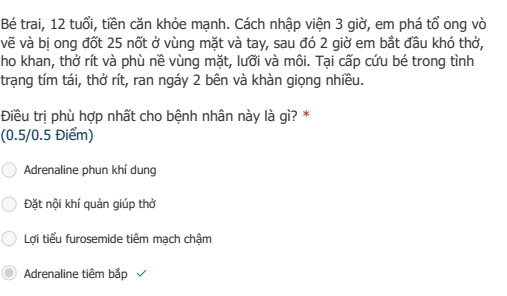 Bé trai, 12 tuổi, tiền căn khỏe mạnh. Cách nhập viện 3 giờ, em phá tổ ong vò
vẽ và bị ong đốt 25 nốt ở vùng mặt và tay, sau đó 2 giờ em bắt đầu khó thở,
ho khan, thở rít và phù nề vùng mặt, lưỡi và môi. Tại cấp cứu bé trong tình
trạng tím tái, thở rít, ran ngáy 2 bên và khàn giọng nhiều.
Điều trị phù hợp nhất cho bệnh nhân này là gì? *
(0.5/0.5 Điểm)
Adrenaline phun khí dung
Đặt nội khí quản giúp thở
Lợi tiểu furosemide tiêm mạch chậm
Adrenaline tiêm bắp ✓